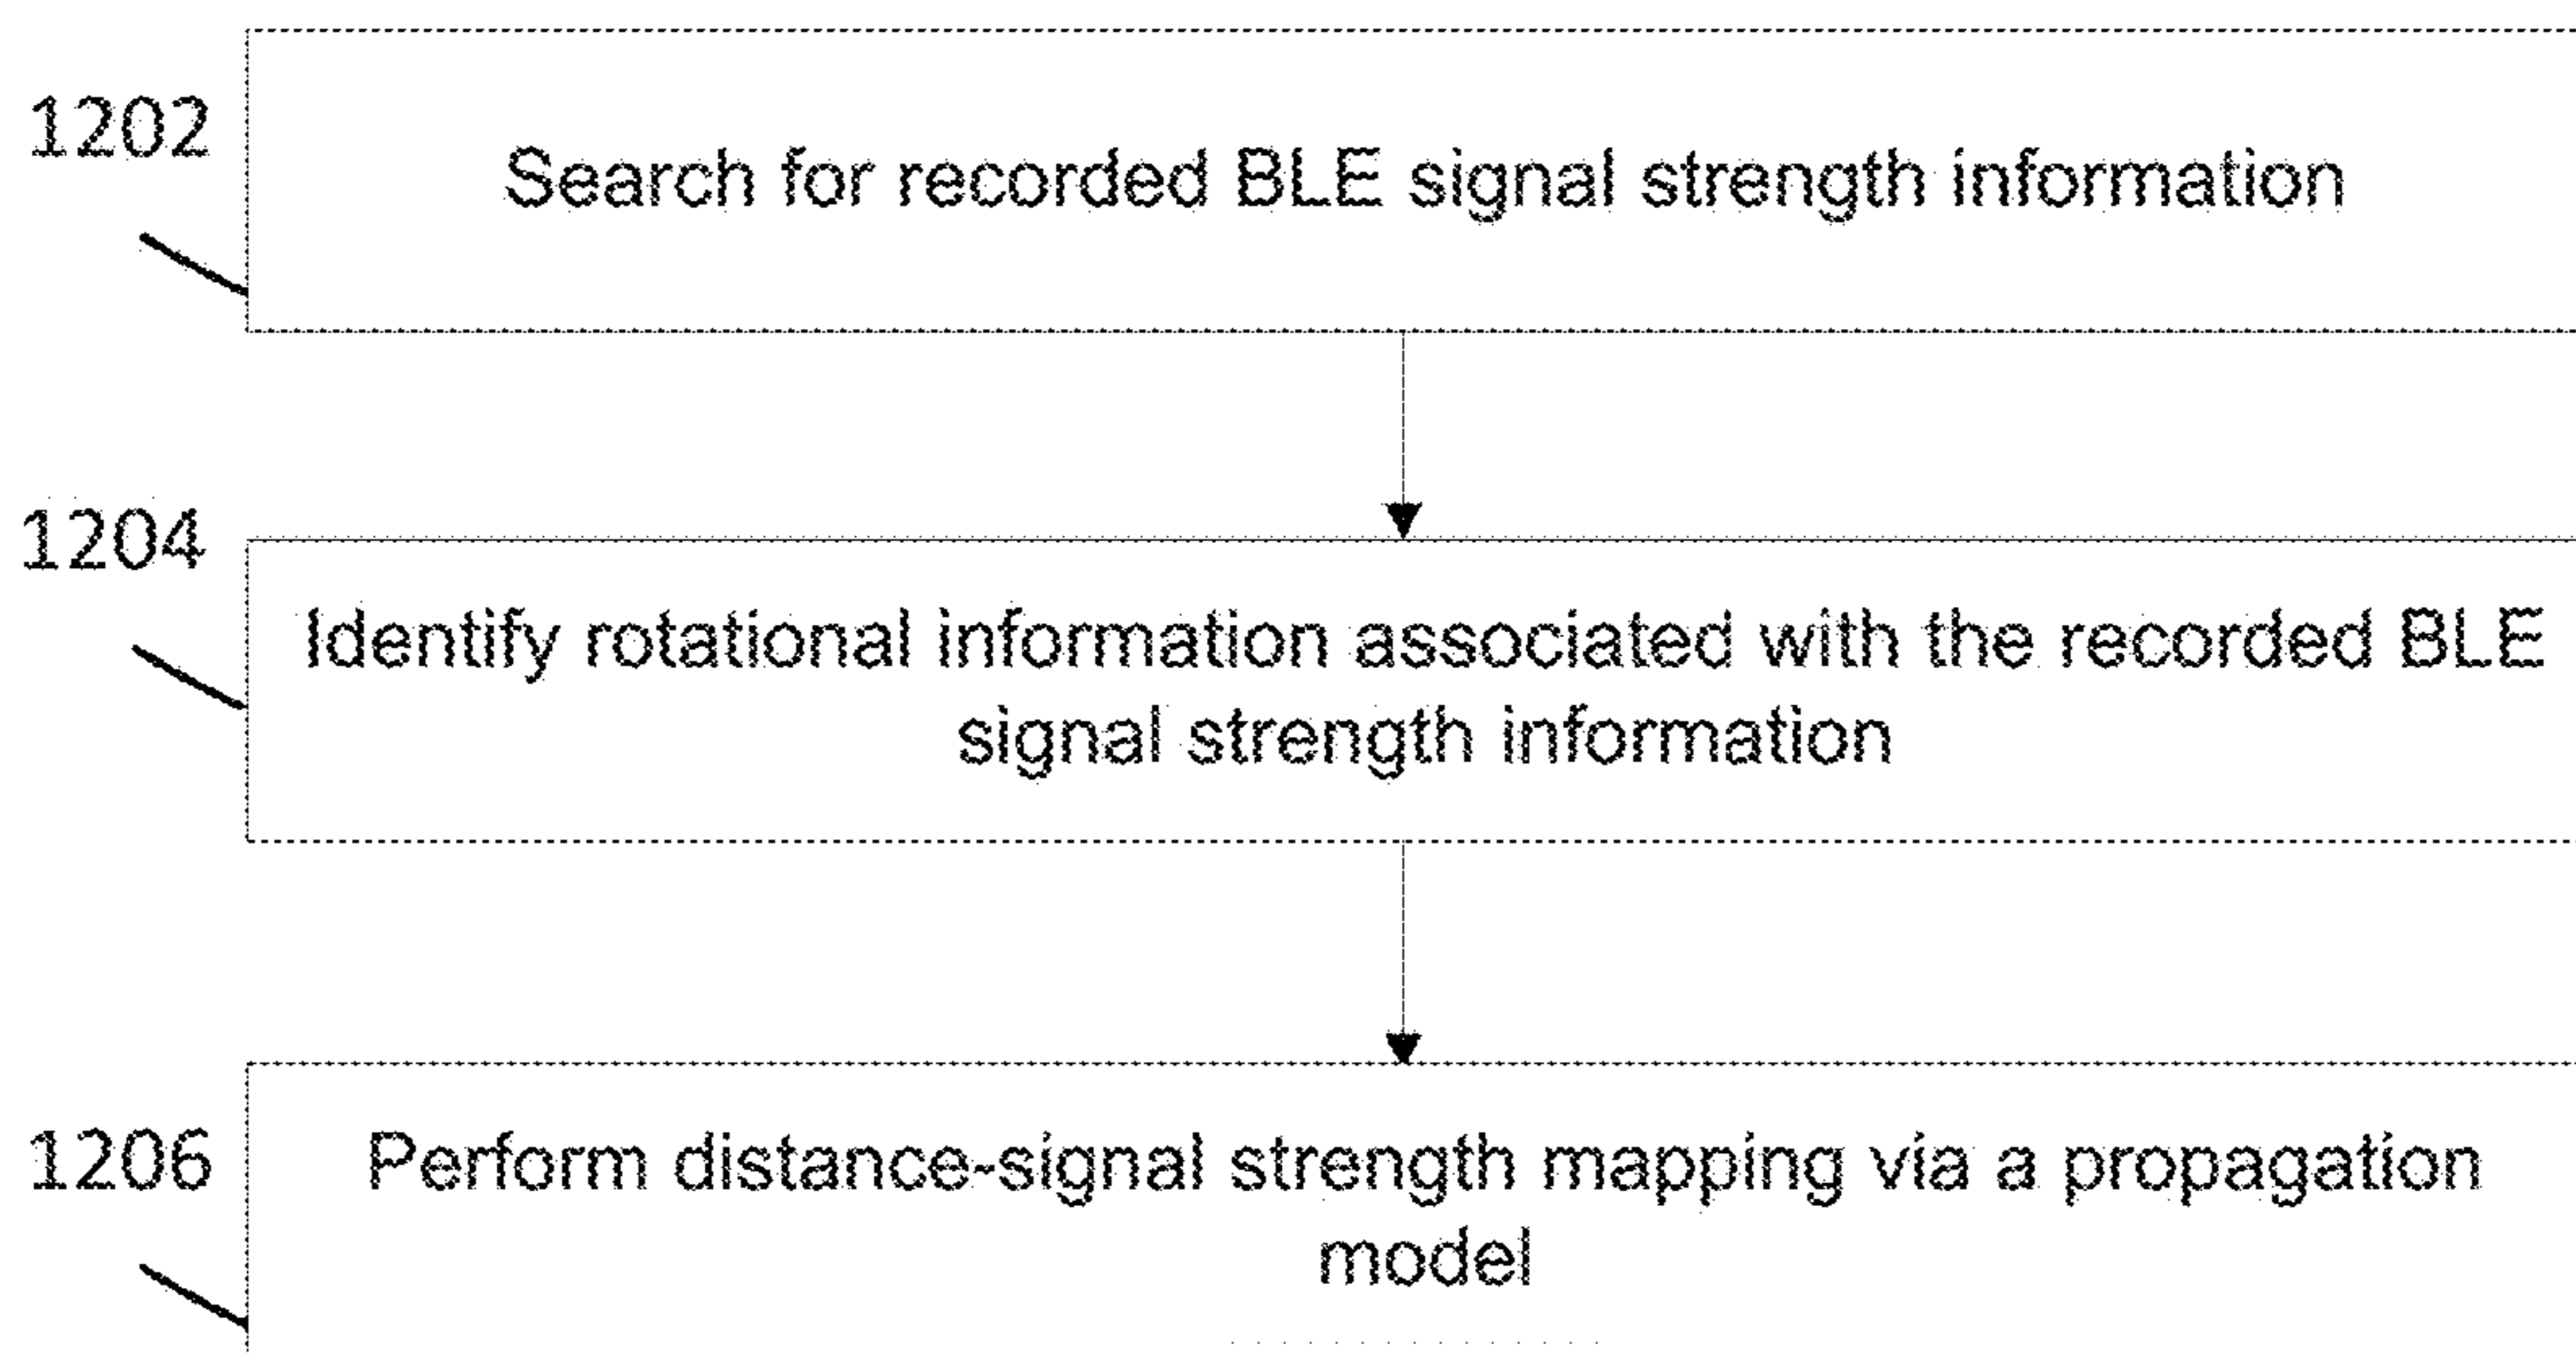 1202
Search for recorded BLE signal strength information
1204
Identify rotational information associated with the recorded BLE
signal strength information
1206
Perform distance-signal strength mapping via a propagation
model